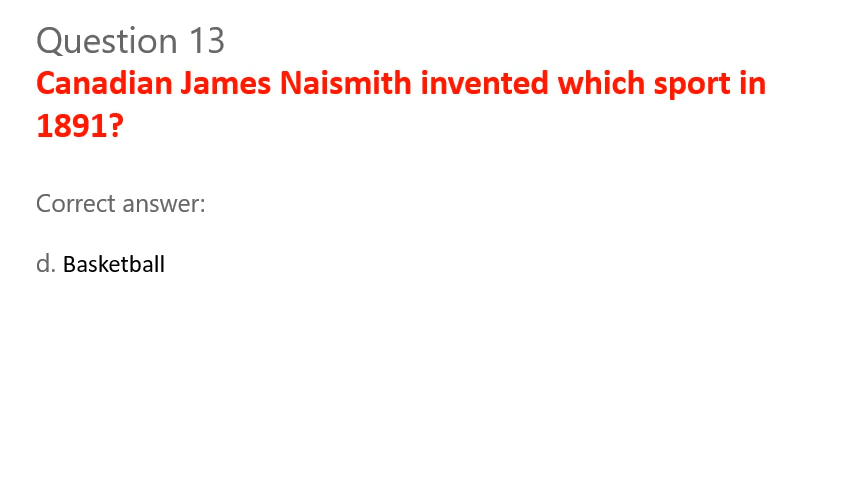 Question 13
Canadian James Naismith invented which sport in
1891?
Correct answer:
d. Basketball